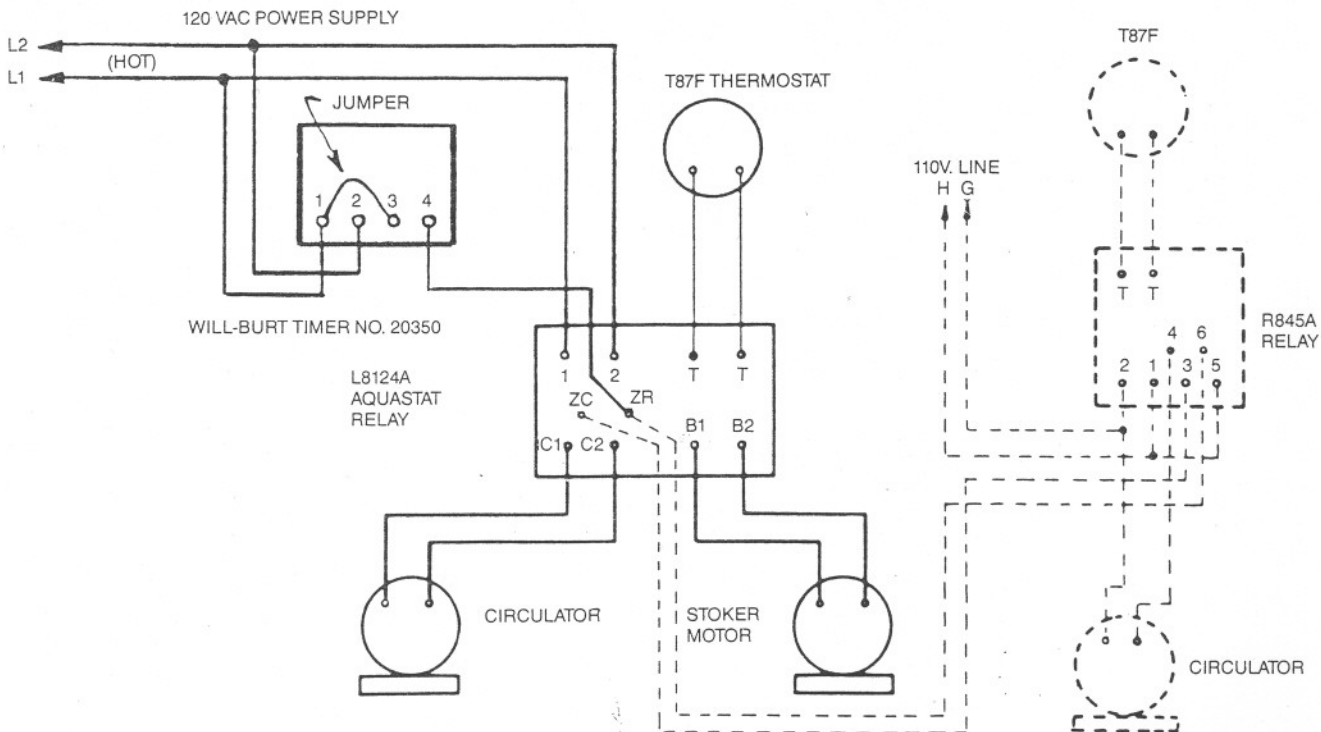 120 VAC POWER SUPPLY
L2
(HOT)
L1
JUMPER
1 2 3 4
WILL-BURT TIMER NO. 20350
T87F THERMOSTAT
T87F
110V. LINE
H G
T T
4 6
2 1 3 5
R845A
RELAY
L8124A
AQUASTAT
RELAY
1 2 T T
ZC ZR
C1 C2 B1 B2
CIRCULATOR
STOKER
MOTOR
CIRCULATOR